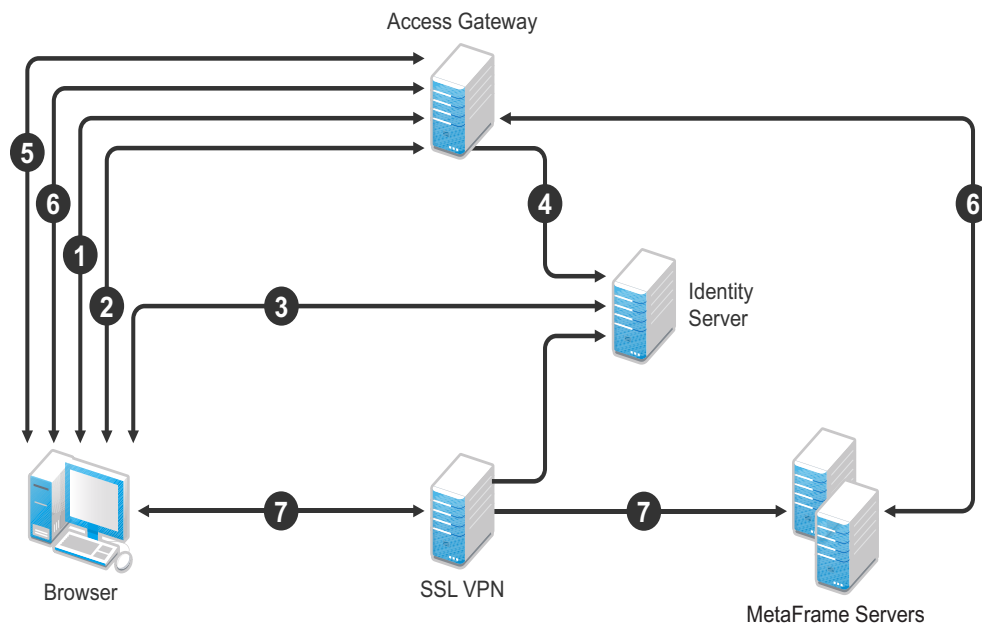 Access Gateway
5
6
1
2
4
6
3
Identity
Server
7
7
Browser
SSL VPN
MetaFrame Servers